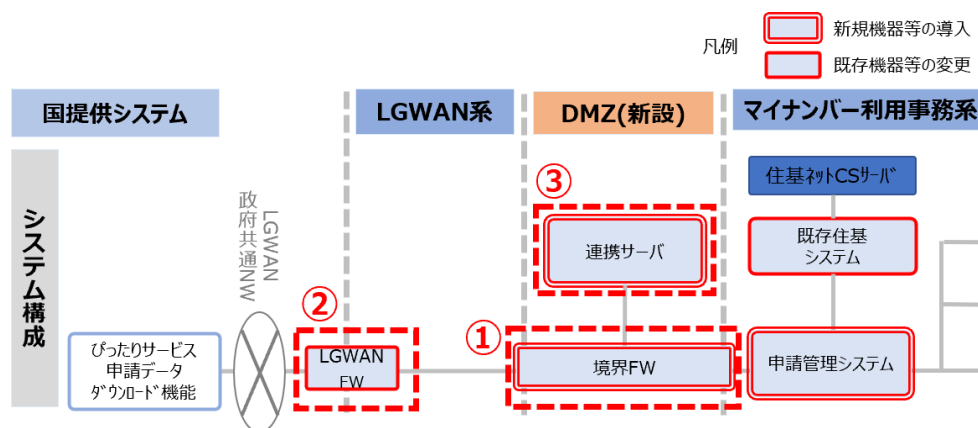 凡例
新規機器等の導入
既存機器等の変更
国提供システム
LGWAN系
DMZ(新設)
マイナンバー利用事務系
システム構成
LGWAN
政府共通NW
ぴったりサービス
申請データ
ダウンロード機能
②
LGWAN
FW
③
連携サーバ
①
境界FW
住基ネットCSサーバ
既存住基
システム
申請管理システム